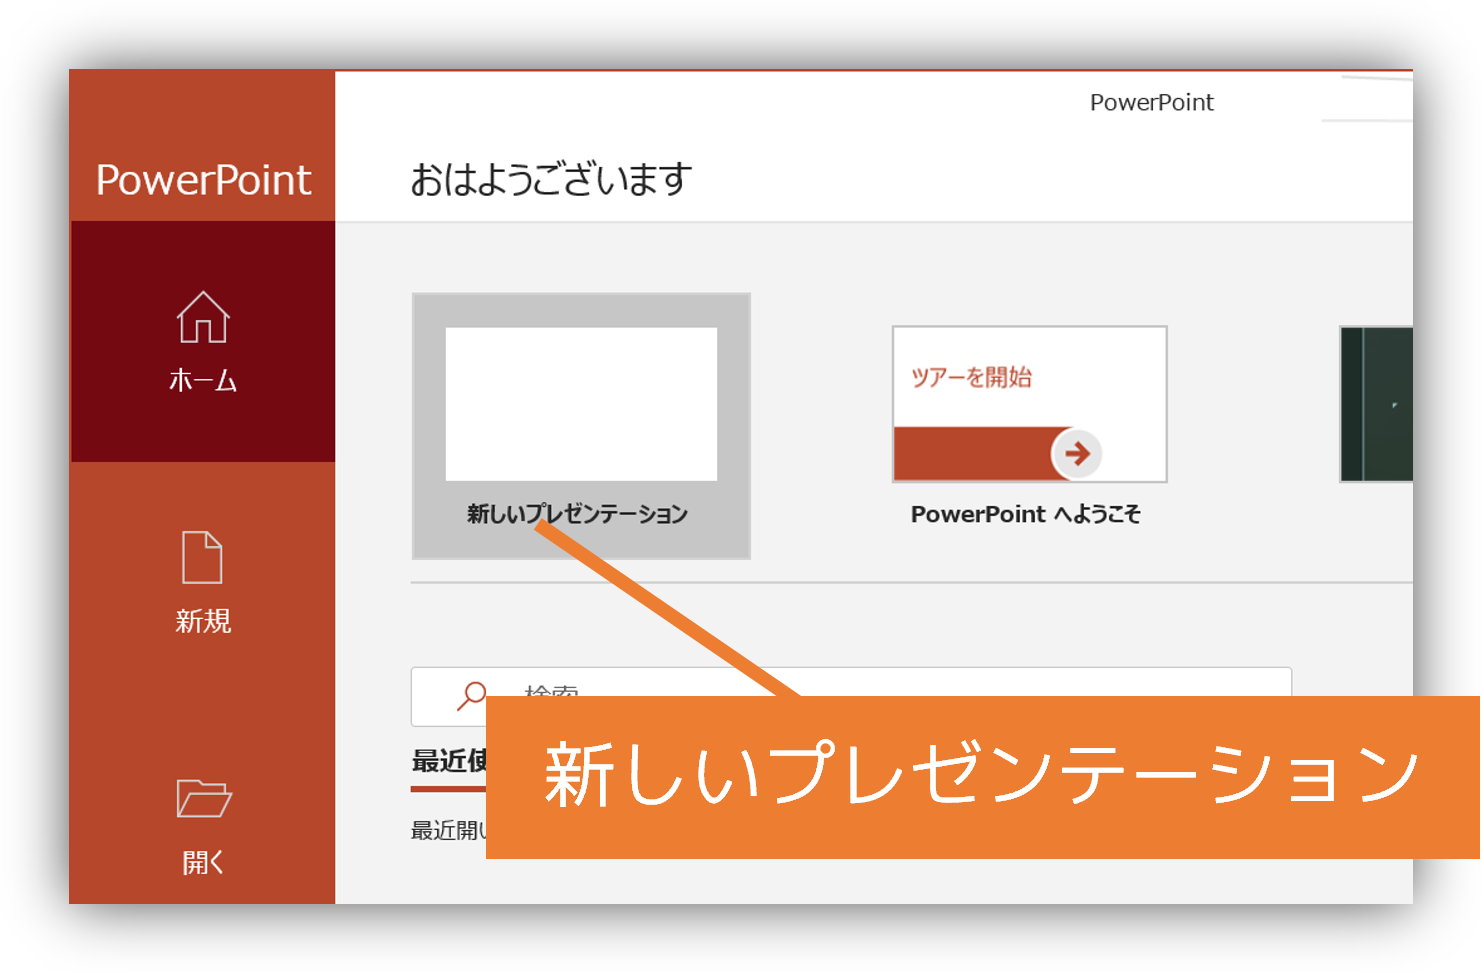 PowerPoint
PowerPoint
おはようございます
ホーム
新規
開く
新しいプレゼンテーション
ツアーを開始
PowerPoint へようこそ
検索
最近使
最近開い
新しいプレゼンテーション